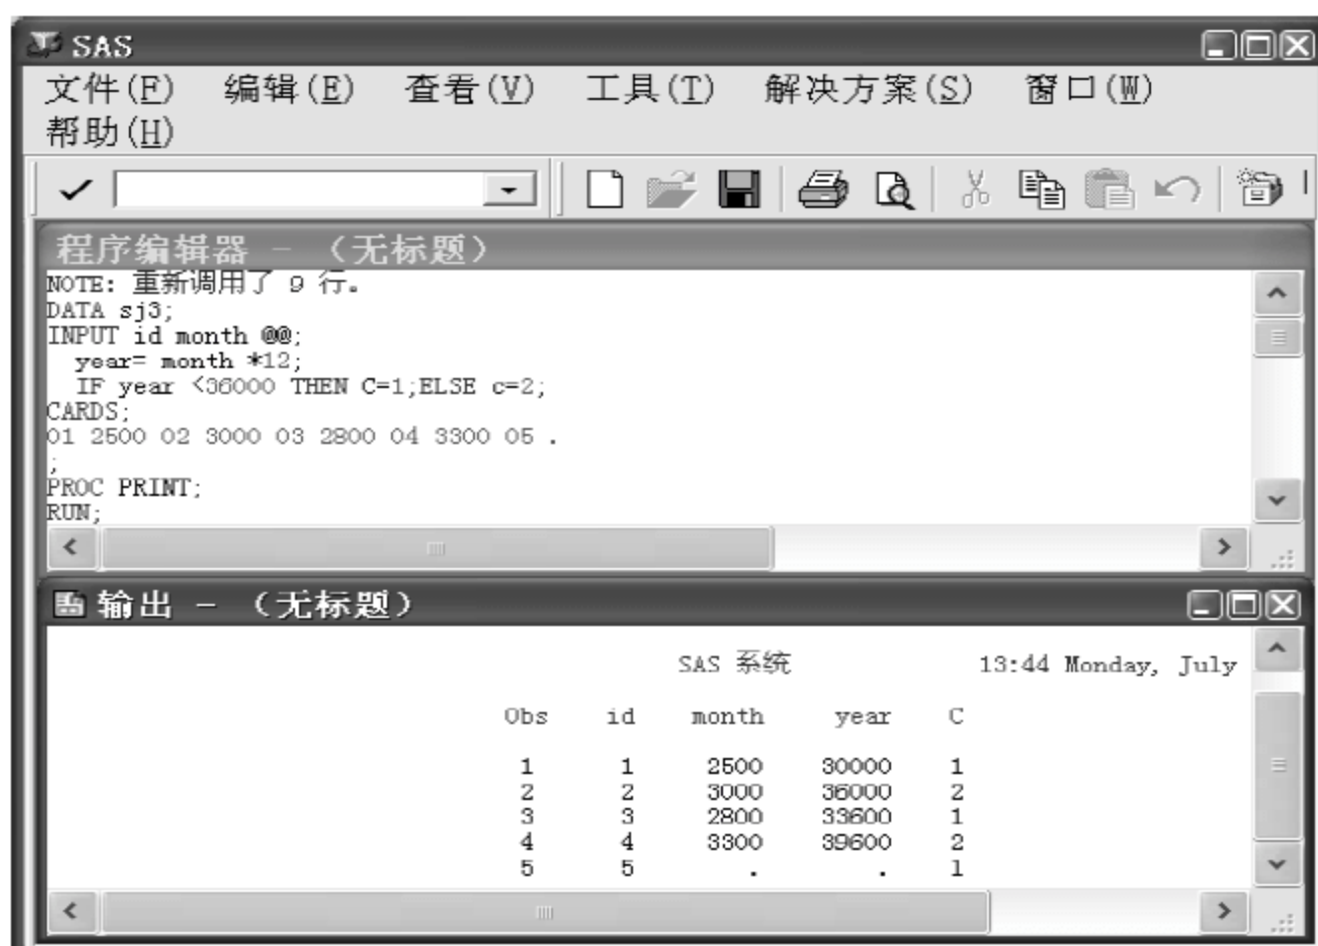 SAS
文件(F) 编辑(E) 查看(V) 工具(T) 解决方案(S) 窗口(W)
帮助(H)
程序编辑器 - （无标题）
NOTE: 重新调用了 9 行。
DATA sj3;
INPUT id month @@;
year= month *12;
IF year <36000 THEN C=1;ELSE c=2;
CARDS;
01 2500 02 3000 03 2800 04 3300 05 .
;
PROC PRINT;
RUN;
输出 - （无标题）
SAS 系统 13:44 Monday, July
Obs id month year C
1 1 2500 30000 1
2 2 3000 36000 2
3 3 2800 33600 1
4 4 3300 39600 2
5 5 . . 1